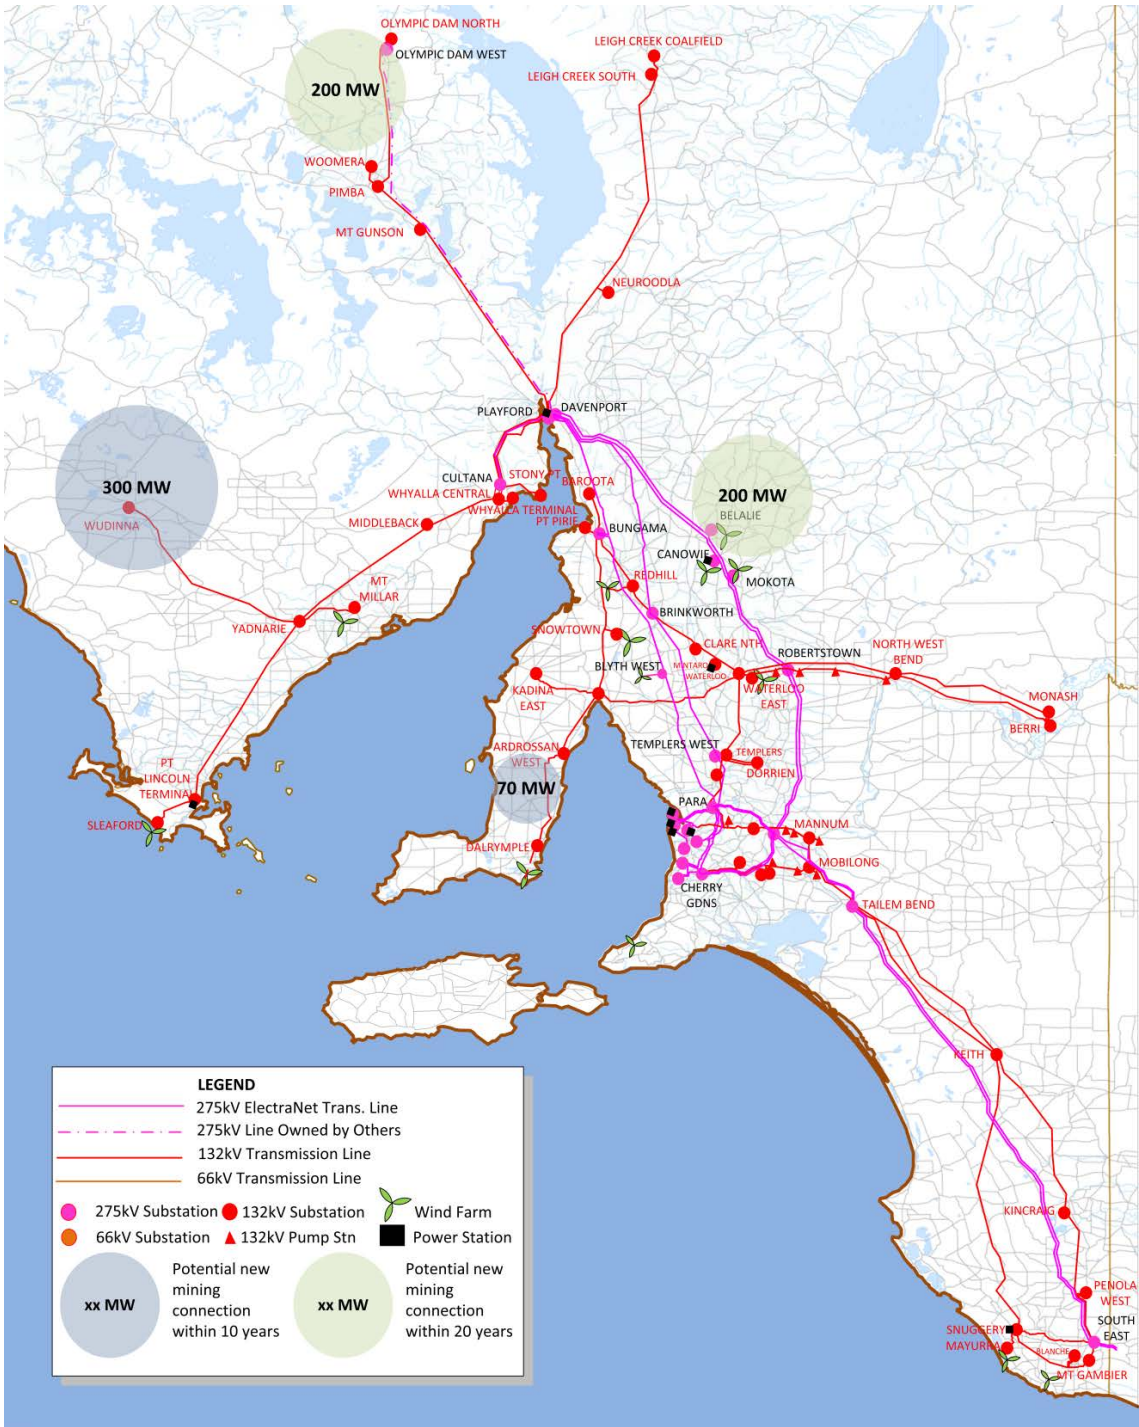 OLYMPIC DAM NORTH
OLYMPIC DAM WEST
LEIGH CREEK COALFIELD
LEIGH CREEK SOUTH
200 MW
WOOMERA
PIMBA
MT GUNSON
NEUROODLA
PLAYFORD
DAVENPORT
CULTANA
STONY PT
BAROOTA
300 MW
WUDINNA
WHYALLA CENTRAL
WHYALLA TERMINAL
MIDDLEBACK
PT PIRIE
BUNGAMA
200 MW
BELALIE
CANOWIE
MOKOTA
MT
MILLAR
YADNARIE
REDHILL
BRINKWORTH
SNOWTOWN
CLARE NTH
ROBERTSTOWN
NORTH WEST
BEND
BLYTH WEST
MINTARO
WATERLOO
WATERLOO
EAST
KADINA
EAST
MONASH
BERRI
ARDROSSAN
WEST
TEMPLERS WEST
TEMPLERS
DORRIEN
PT
LINCOLN
TERMINAL
70 MW
PARA
SLEAFORD
DALRYMPLE
MANNUM
MOBILONG
CHERRY
GDNS
TAILEM BEND
KEITH
KINCRAIG
PENOLA
WEST
SOUTH
EAST
SNUGGERY
MAYURRA
BLANCHE
MT GAMBIER
LEGEND
275kV ElectraNet Trans. Line
275kV Line Owned by Others
132kV Transmission Line
66kV Transmission Line
275kV Substation
132kV Substation
Wind Farm
66kV Substation
132kV Pump Stn
Power Station
xx MW
Potential new
mining
connection
within 10 years
xx MW
Potential new
mining
connection
within 20 years